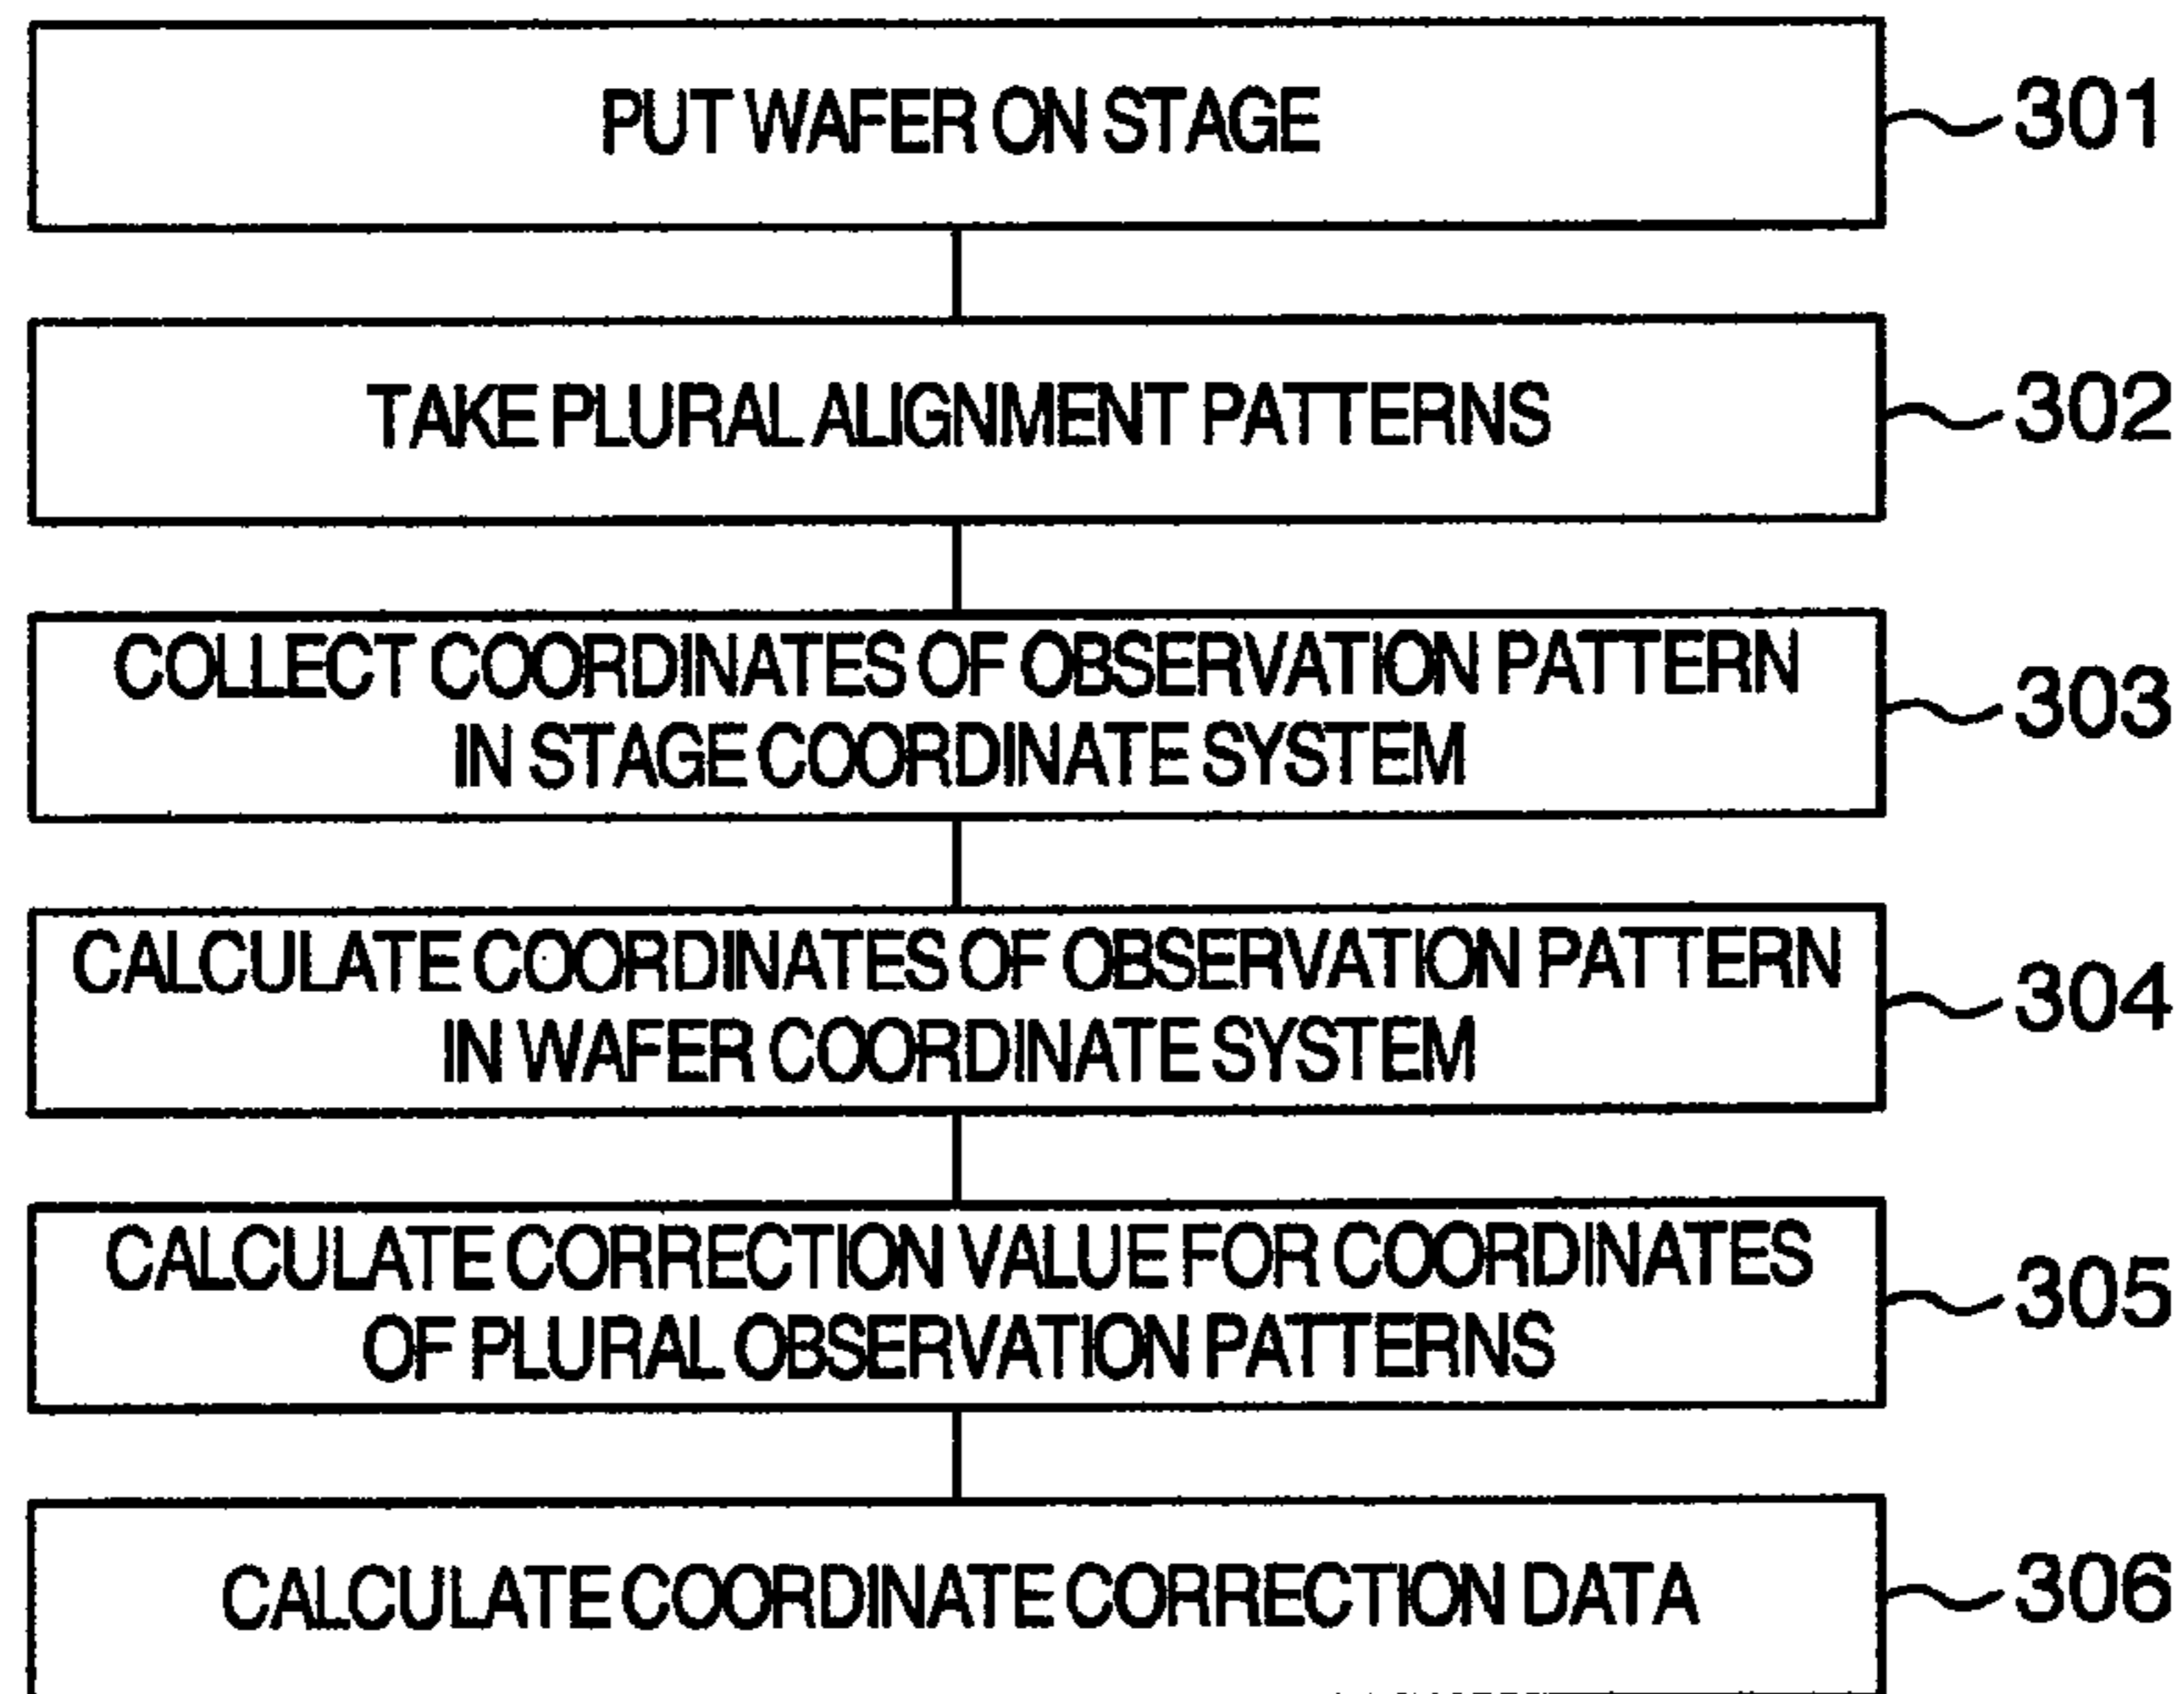 PUT WAFER ON STAGE
301
TAKE PLURAL ALIGNMENT PATTERNS
302
COLLECT COORDINATES OF OBSERVATION PATTERN
IN STAGE COORDINATE SYSTEM
303
CALCULATE COORDINATES OF OBSERVATION PATTERN
IN WAFER COORDINATE SYSTEM
304
CALCULATE CORRECTION VALUE FOR COORDINATES
OF PLURAL OBSERVATION PATTERNS
305
CALCULATE COORDINATE CORRECTION DATA
306